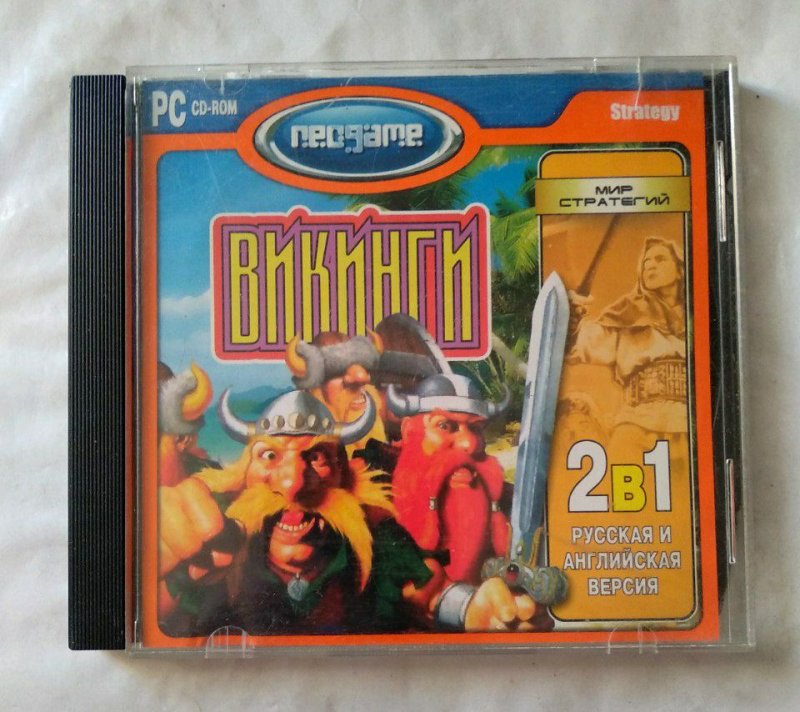 PC CD-ROM
neogame
Strategy
МИР
СТРАТЕГИЙ
ВИКИНГИ
2в1
РУССКАЯ И
АНГЛИЙСКАЯ
ВЕРСИЯ